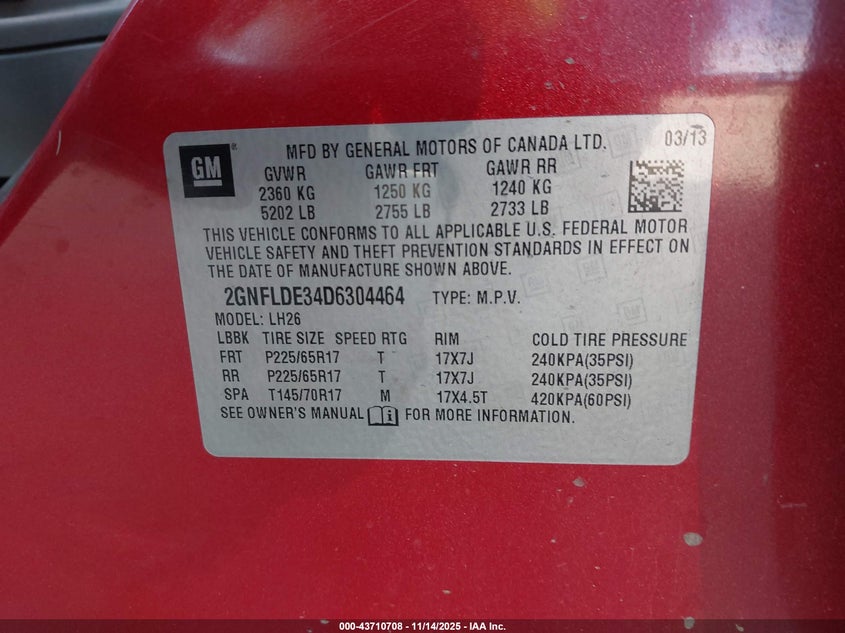 GM®
MFD BY GENERAL MOTORS OF CANADA LTD. 03/13
GVWR GAWR FRT GAWR RR
2360 KG 1250 KG 1240 KG
5202 LB 2755 LB 2733 LB
THIS VEHICLE CONFORMS TO ALL APPLICABLE U.S. FEDERAL MOTOR
VEHICLE SAFETY AND THEFT PREVENTION STANDARDS IN EFFECT ON
THE DATE OF MANUFACTURE SHOWN ABOVE.
2GNFLDE34D6304464 TYPE: M.P.V.
MODEL: LH26
LBBK TIRE SIZE SPEED RTG RIM COLD TIRE PRESSURE
FRT P225/65R17 T 17X7J 240KPA(35PSI)
RR P225/65R17 T 17X7J 240KPA(35PSI)
SPA T145/70R17 M 17X4.5T 420KPA(60PSI)
SEE OWNER'S MANUAL i FOR MORE INFORMATION.
000-43710708 - 11/14/2025 - IAA Inc.